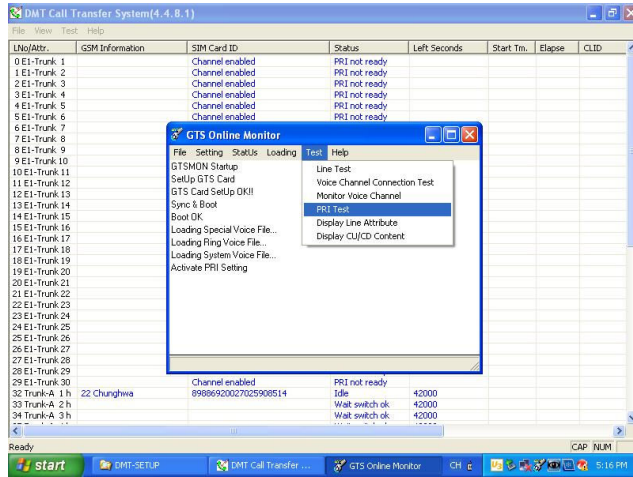 DMT Call Transfer System(4.4.8.1)
File View Test Help
LNo/Attr. GSM Information SIM Card ID Status Left Seconds Start Tm. Elapse CLID
0 E1-Trunk 1 Channel enabled PRI not ready
1 E1-Trunk 2 Channel enabled PRI not ready
2 E1-Trunk 3 Channel enabled PRI not ready
3 E1-Trunk 4 Channel enabled PRI not ready
4 E1-Trunk 5 Channel enabled PRI not ready
5 E1-Trunk 6 Channel enabled PRI not ready
6 E1-Trunk 7
7 E1-Trunk 8
8 E1-Trunk 9
9 E1-Trunk 10
10 E1-Trunk 11
11 E1-Trunk 12
12 E1-Trunk 13
13 E1-Trunk 14
14 E1-Trunk 15
15 E1-Trunk 16
16 E1-Trunk 17
17 E1-Trunk 18
18 E1-Trunk 19
19 E1-Trunk 20
20 E1-Trunk 21
21 E1-Trunk 22
22 E1-Trunk 23
23 E1-Trunk 24
24 E1-Trunk 25
25 E1-Trunk 26
26 E1-Trunk 27
27 E1-Trunk 28
28 E1-Trunk 29
29 E1-Trunk 30 Channel enabled PRI not ready
32 Trunk-A 1 h 22 Chunghwa 89886920027025908514 Idle 42000
33 Trunk-A 2 h Wait switch ok 42000
34 Trunk-A 3 h Wait switch ok 42000
GTS Online Monitor
File Setting StatUs Loading Test Help
GTSMON Startup
SetUp GTS Card
GTS Card SetUp OK!!
Sync & Boot
Boot OK
Loading Special Voice File...
Loading Ring Voice File...
Loading System Voice File...
Activate PRI Setting
Line Test
Voice Channel Connection Test
Monitor Voice Channel
PRI Test
Display Line Attribute
Display CU/CD Content
Ready CAP NUM
start DMT-SETUP DMT Call Transfer ... GTS Online Monitor CH 5:16 PM